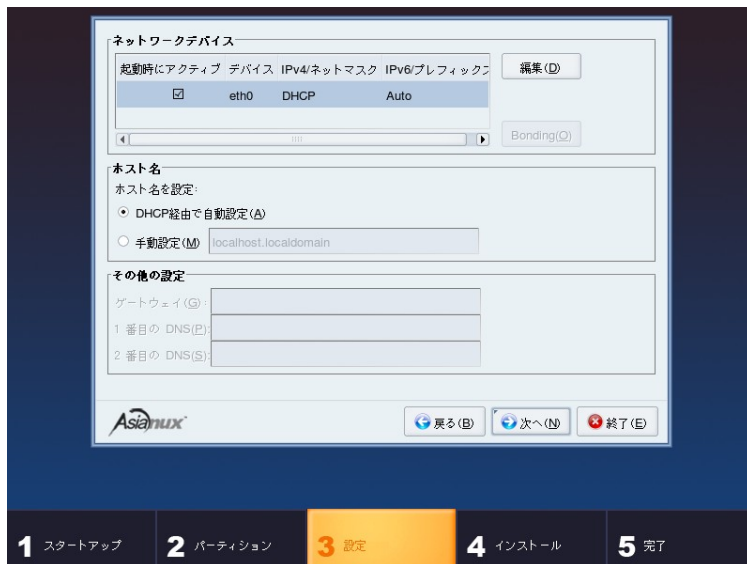 ネットワークデバイス
起動時にアクティブ デバイス IPv4/ネットマスク IPv6/プレフィックス
編集(D)
eth0 DHCP Auto
Bonding(O)
ホスト名
ホスト名を設定:
DHCP経由で自動設定(A)
手動設定(M) localhost.localdomain
その他の設定
ゲートウェイ(G):
1 番目の DNS(P):
2 番目の DNS(S):
Asianux
戻る(B) 次へ(N) 終了(E)
1 スタートアップ 2 パーティション 3 設定 4 インストール 5 完了